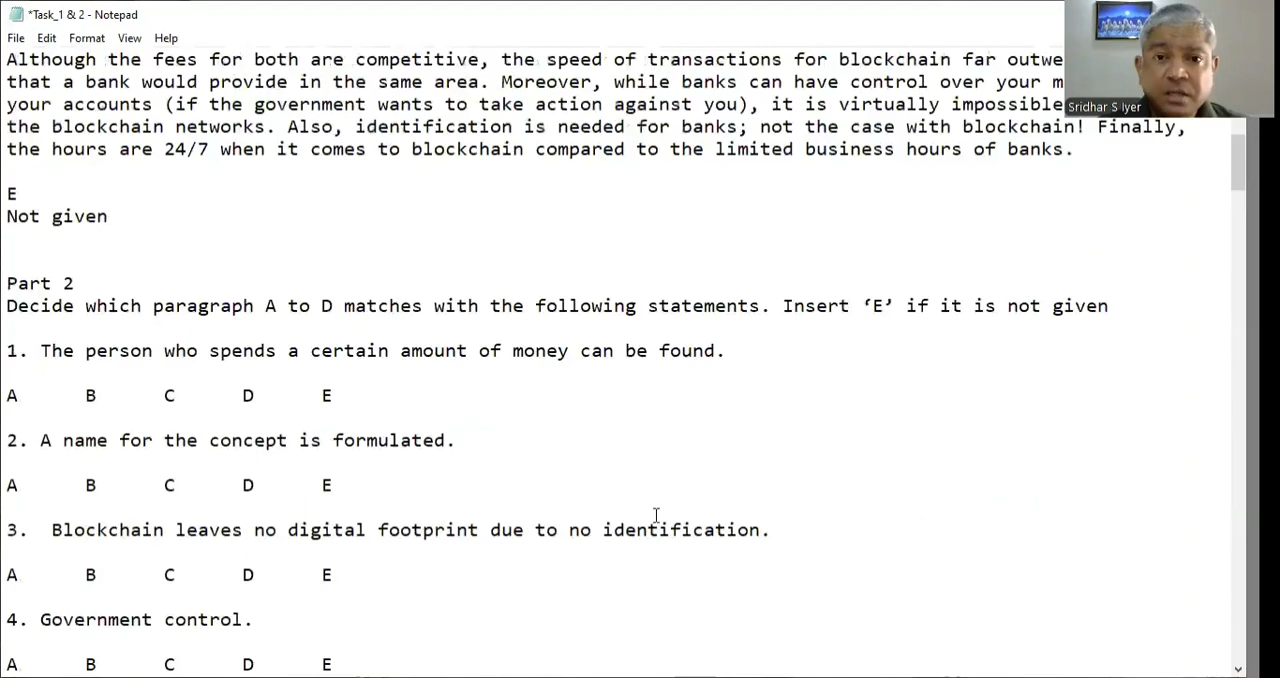 *Task_1 & 2 - Notepad
File Edit Format View Help
Although the fees for both are competitive, the speed of transactions for blockchain far
that a bank would provide in the same area. Moreover, while banks can have control over your
your accounts (if the government wants to take action against you), it is virtually impossible
Sridhar S Iyer
the blockchain networks. Also, identification is needed for banks; not the case with blockchain! Finally,
the hours are 24/7 when it comes to blockchain compared to the limited business hours of banks.
E
Not given
Part 2
Decide which paragraph A to D matches with the following statements. Insert ‘E’ if it is not given
1. The person who spends a certain amount of money can be found.
A B C D E
2. A name for the concept is formulated.
A B C D E
3. Blockchain leaves no digital footprint due to no identification.
A B C D E
4. Government control.
A B C D E